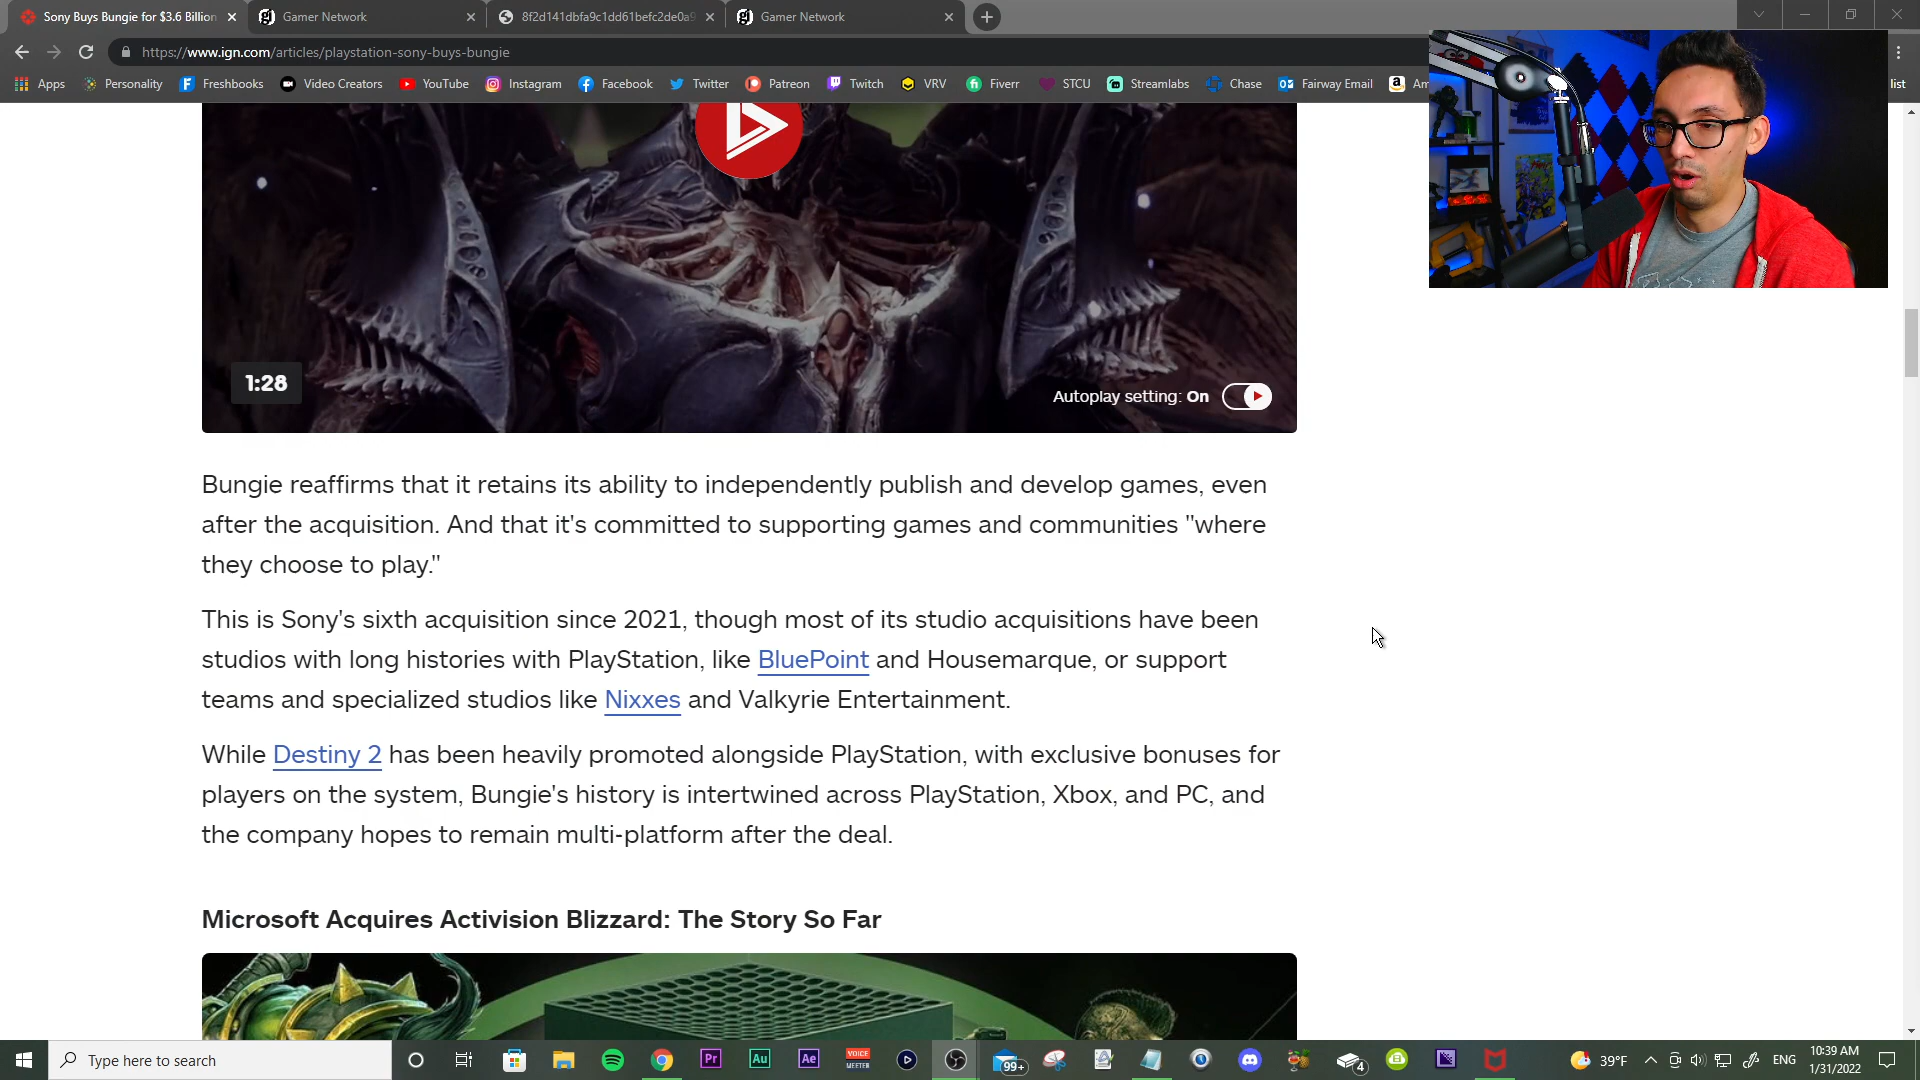 Sony Buys Bungie for $3.6 Billion
Gamer Network
8f2d141dbfa9c1dd61befc2de0a9
Gamer Network
https://www.ign.com/articles/playstation-sony-buys-bungie
Apps
Personality
Freshbooks
Video Creators
YouTube
Instagram
Facebook
Twitter
Patreon
Twitch
VRV
Fiverr
STCU
Streamlabs
Chase
Fairway Email
Am
list
1:28
Autoplay setting: On
Bungie reaffirms that it retains its ability to independently publish and develop games, even
after the acquisition. And that it's committed to supporting games and communities "where
they choose to play."
This is Sony's sixth acquisition since 2021, though most of its studio acquisitions have been
studios with long histories with PlayStation, like BluePoint and Housemarque, or support
teams and specialized studios like Nixxes and Valkyrie Entertainment.
While Destiny 2 has been heavily promoted alongside PlayStation, with exclusive bonuses for
players on the system, Bungie's history is intertwined across PlayStation, Xbox, and PC, and
the company hopes to remain multi-platform after the deal.
Microsoft Acquires Activision Blizzard: The Story So Far
Type here to search
Pr
Au
Ae
VOICE
MEETER
99+
4
39°F
ENG
10:39 AM
1/31/2022